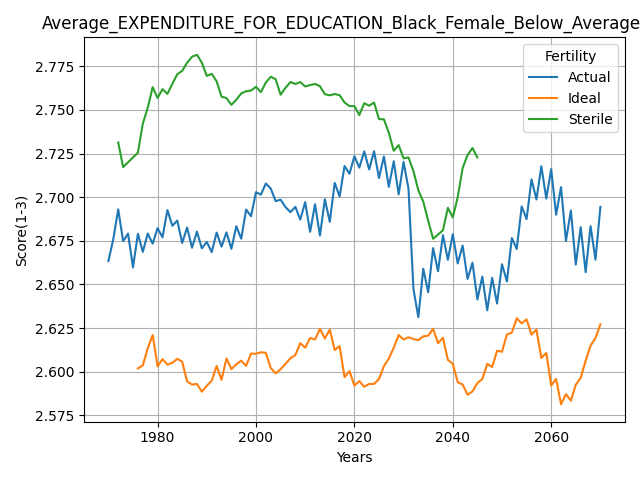 Average_EXPENDITURE_FOR_EDUCATION_Black_Female_Below_Average
Fertility
Actual
Ideal
Sterile
2.775
2.750
2.725
2.700
2.675
2.650
2.625
2.600
2.575
Score(1-3)
1980 2000 2020 2040 2060
Years